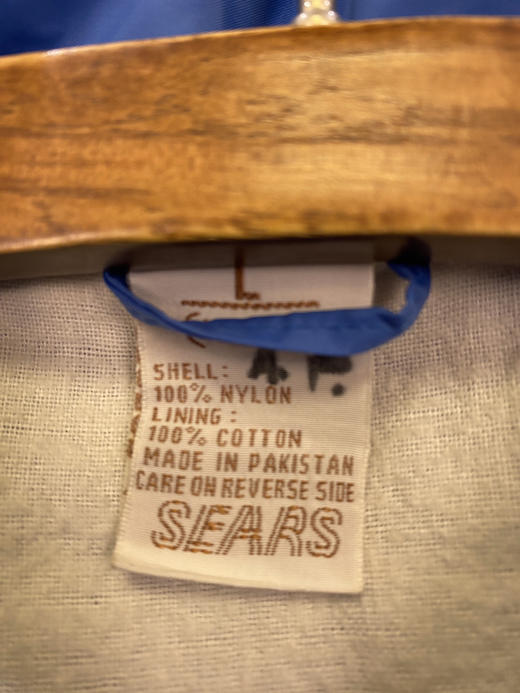 L
A.F.
SHELL:
100% NYLON
LINING:
100% COTTON
MADE IN PAKISTAN
CARE ON REVERSE SIDE
SEARS